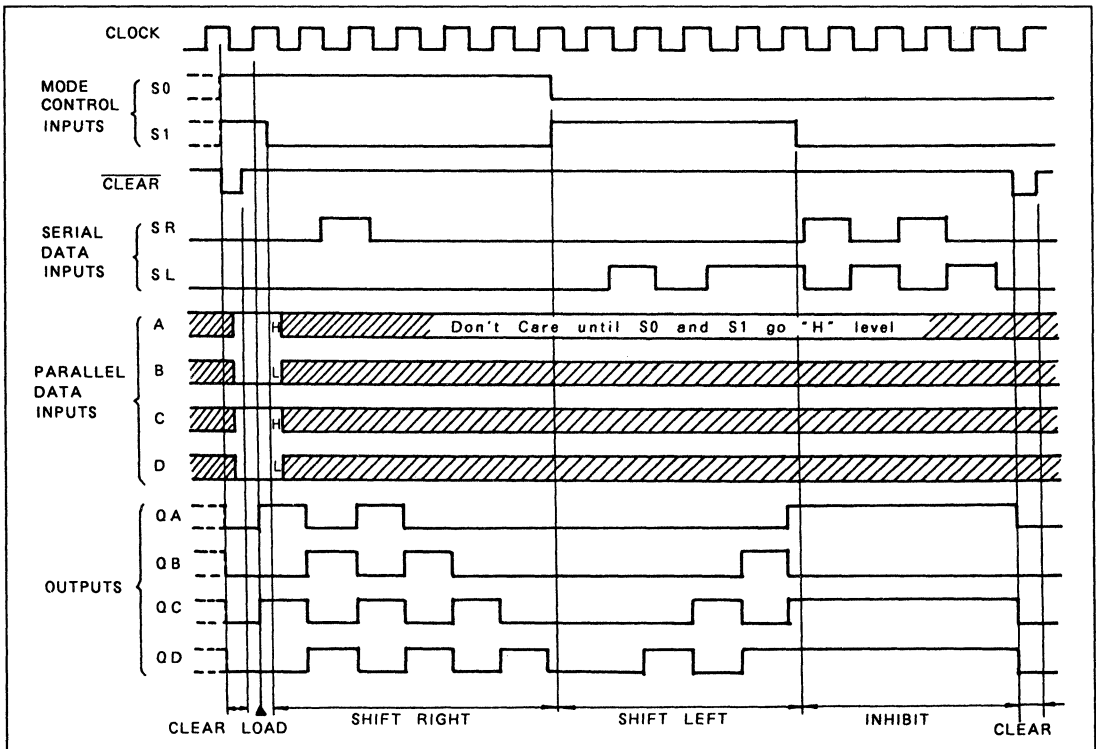 CLOCK
MODE
CONTROL
INPUTS
S0
S1
CLEAR
SERIAL
DATA
INPUTS
SR
SL
PARALLEL
DATA
INPUTS
A
H
Don't Care until S0 and S1 go "H" level
B
L
C
H
D
L
OUTPUTS
QA
QB
QC
QD
CLEAR
LOAD
SHIFT RIGHT
SHIFT LEFT
INHIBIT
CLEAR